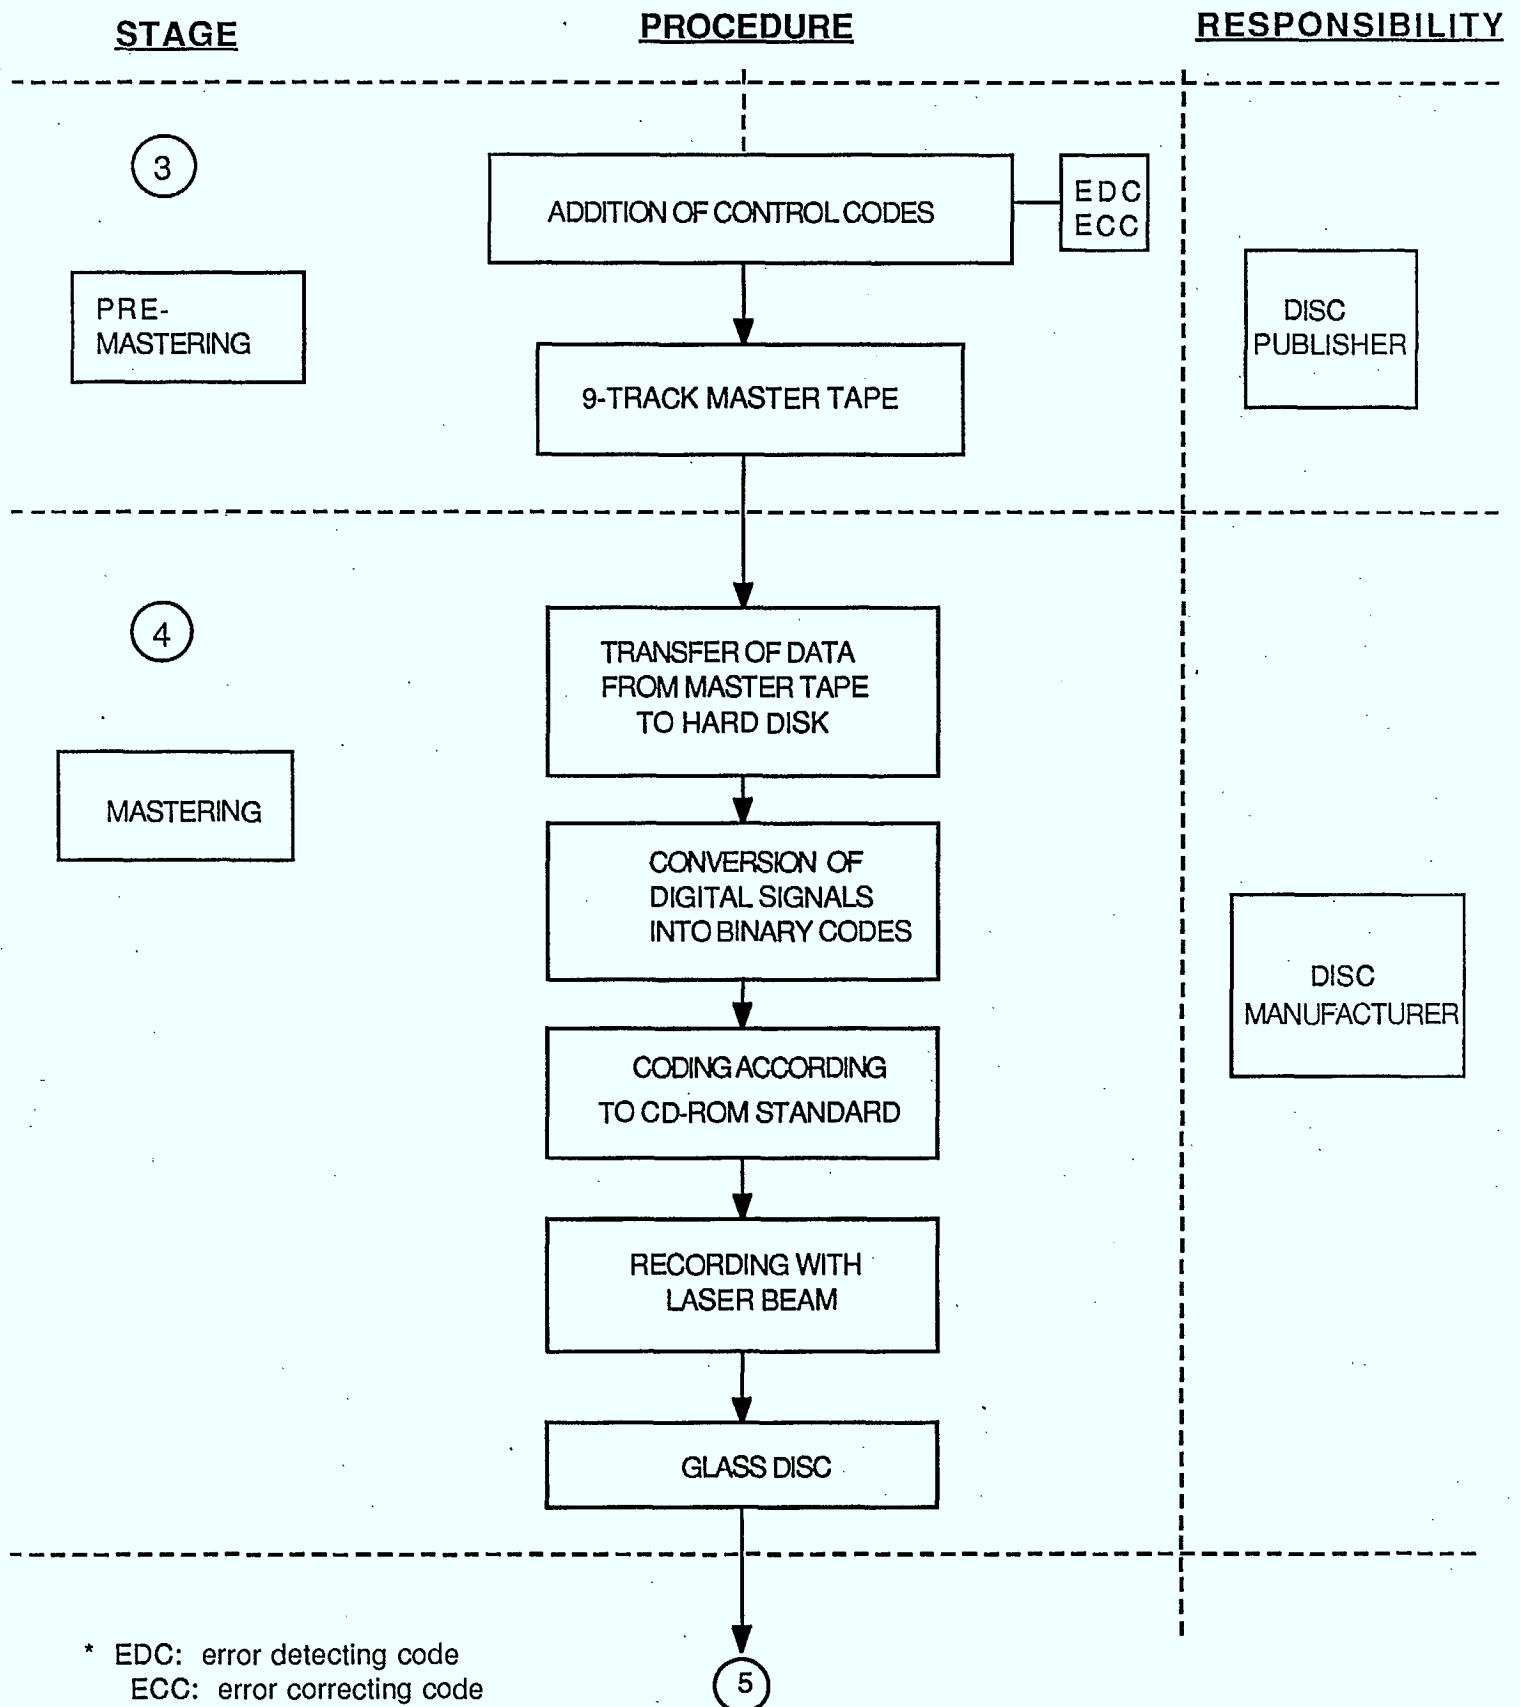 STAGE
PROCEDURE
RESPONSIBILITY
3
PRE-
MASTERING
ADDITION OF CONTROL CODES
EDC
ECC
9-TRACK MASTER TAPE
DISC
PUBLISHER
4
MASTERING
TRANSFER OF DATA
FROM MASTER TAPE
TO HARD DISK
CONVERSION OF
DIGITAL SIGNALS
INTO BINARY CODES
CODING ACCORDING
TO CD-ROM STANDARD
RECORDING WITH
LASER BEAM
GLASS DISC
DISC
MANUFACTURER
* EDC: error detecting code
ECC: error correcting code
5